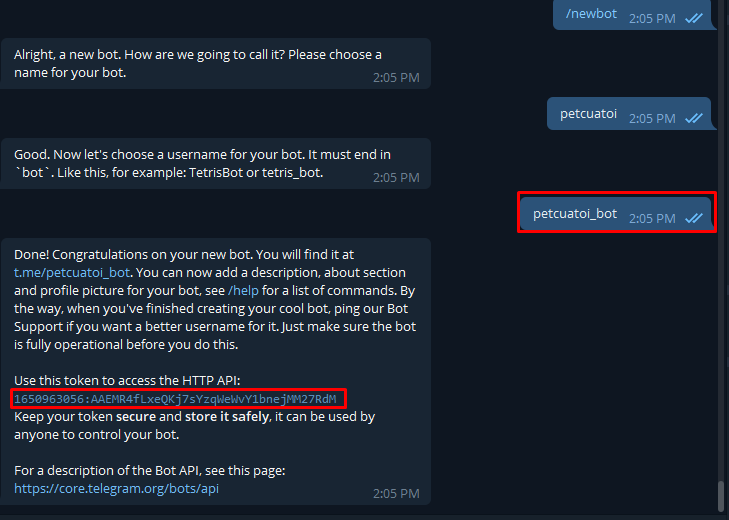 /newbot
2:05 PM
Alright, a new bot. How are we going to call it? Please choose a
name for your bot.
2:05 PM
petcuatoi
2:05 PM
Good. Now let's choose a username for your bot. It must end in
`bot`. Like this, for example: TetrisBot or tetris_bot.
2:05 PM
petcuatoi_bot
2:05 PM
Done! Congratulations on your new bot. You will find it at
t.me/petcuatoi_bot. You can now add a description, about section
and profile picture for your bot, see /help for a list of commands. By
the way, when you've finished creating your cool bot, ping our Bot
Support if you want a better username for it. Just make sure the bot
is fully operational before you do this.
Use this token to access the HTTP API:
1650963056:AAEMR4fLxeQKj7sYzqWeWvY1bnejMM27RdM
Keep your token secure and store it safely, it can be used by
anyone to control your bot.
For a description of the Bot API, see this page:
https://core.telegram.org/bots/api
2:05 PM